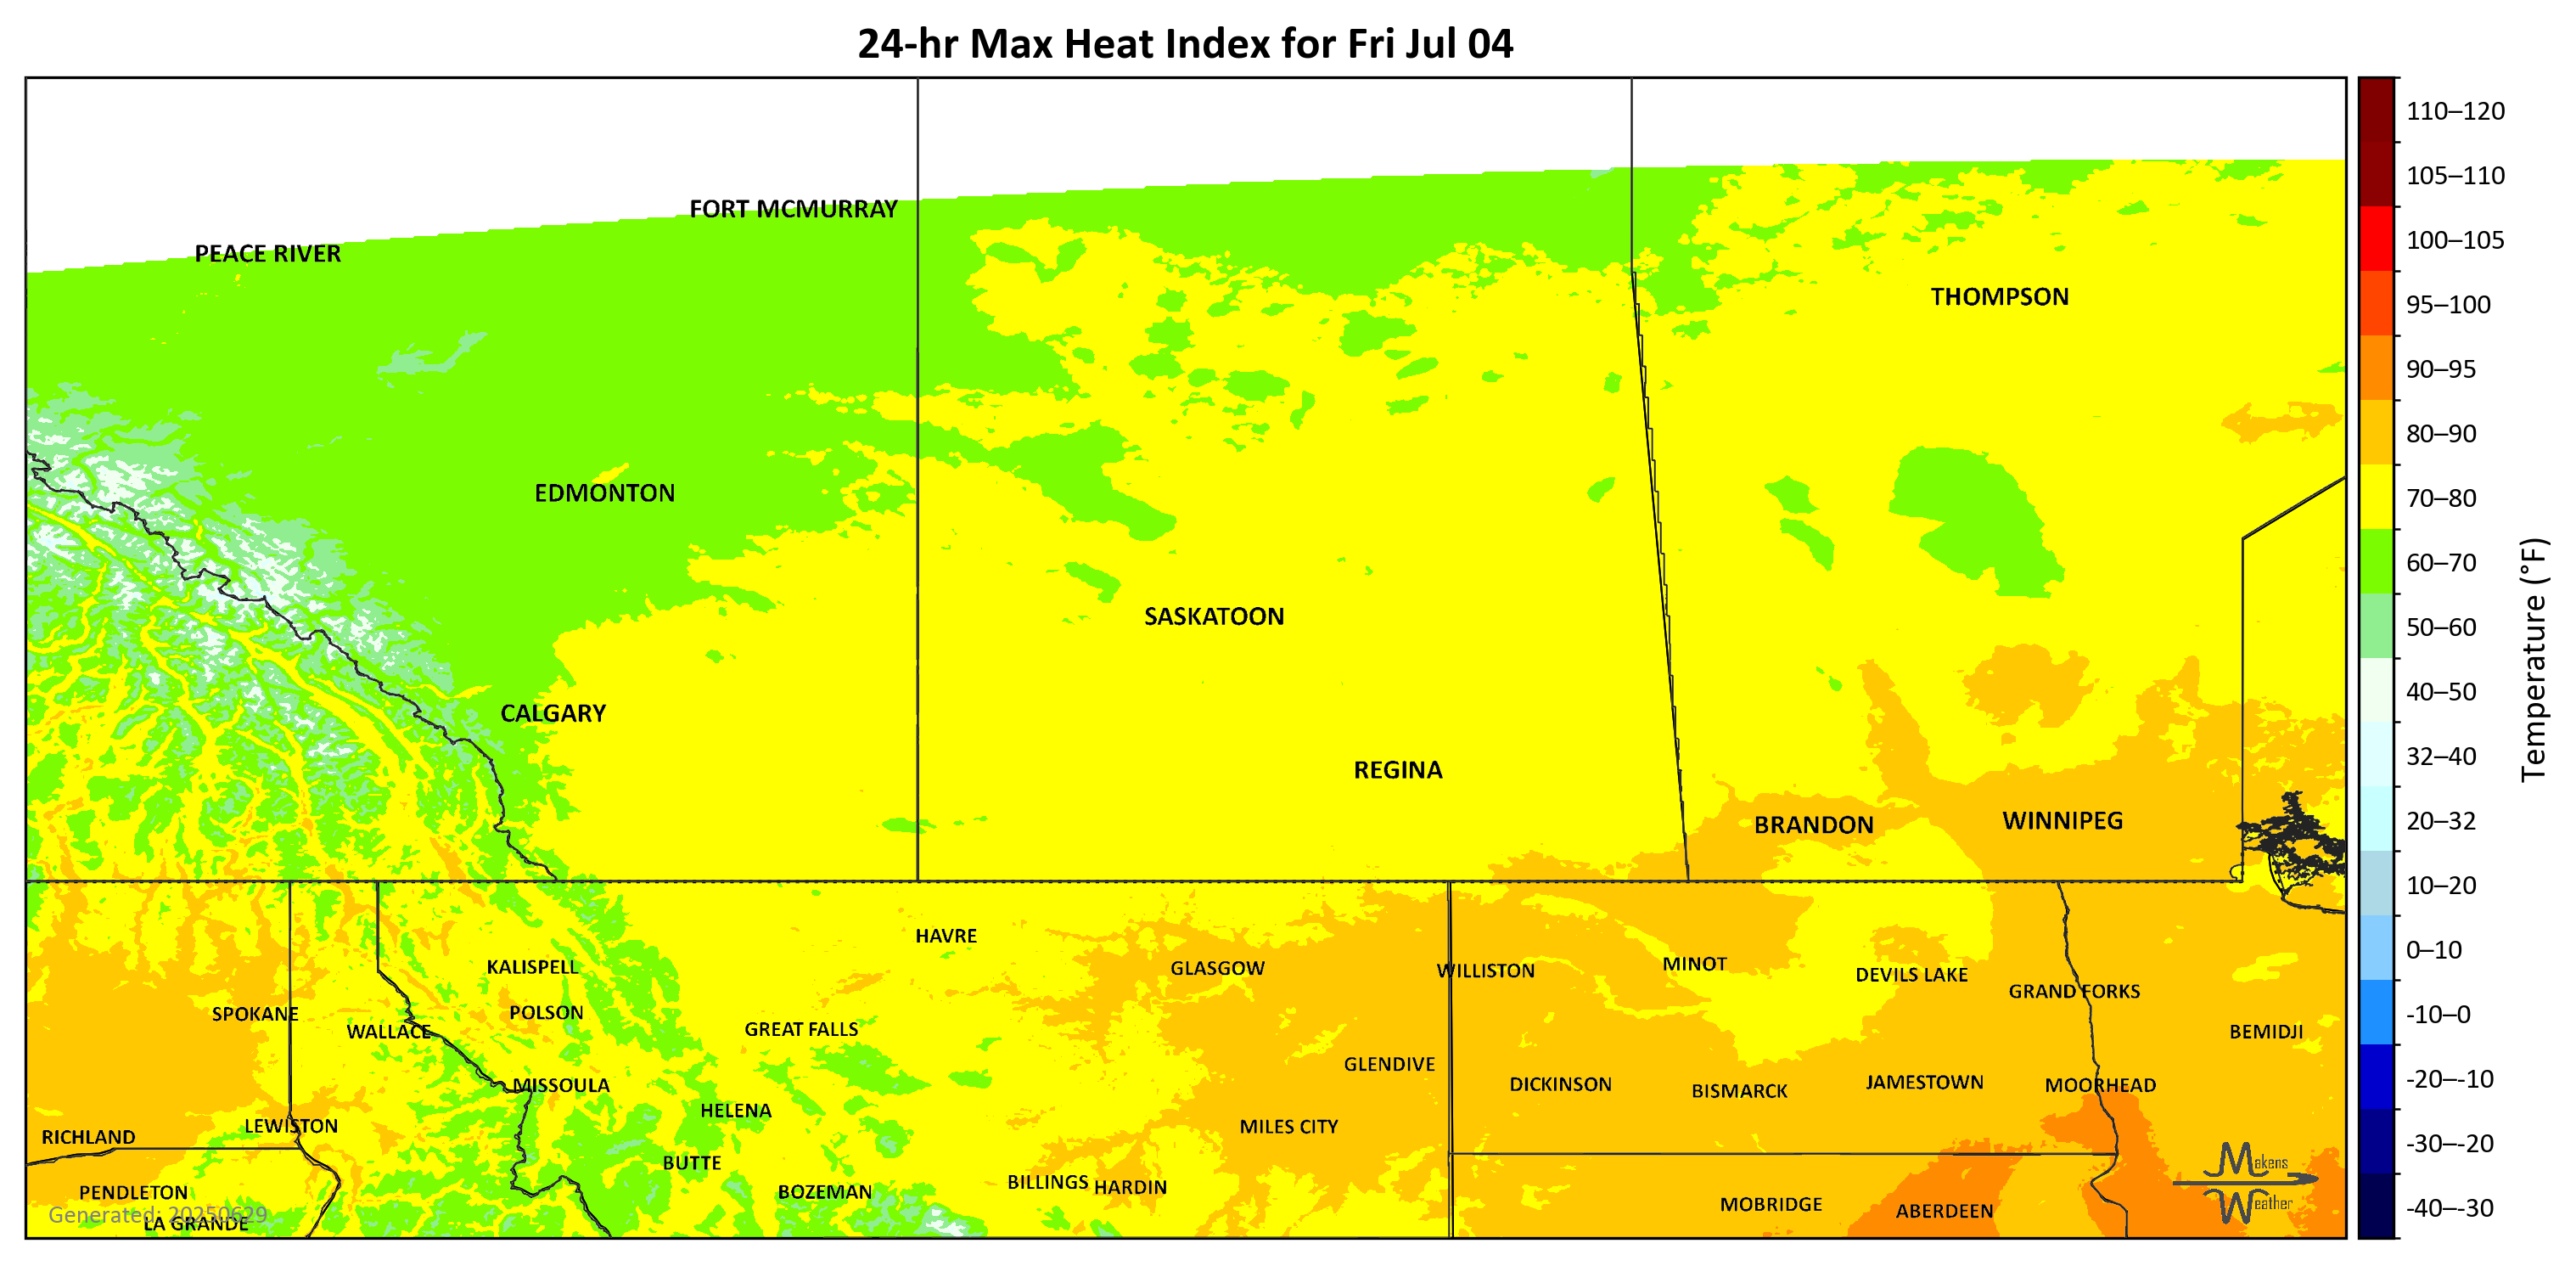 24-hr Max Heat Index for Fri Jul 04
FORT MCMURRAY
PEACE RIVER
THOMPSON
EDMONTON
SASKATOON
CALGARY
REGINA
BRANDON
WINNIPEG
HAVRE
KALISPELL
GLASGOW
WILLISTON
MINOT
DEVILS LAKE
GRAND FORKS
SPOKANE
POLSON
WALLACE
GREAT FALLS
BEMIDJI
GLENDIVE
MISSOULA
DICKINSON
BISMARCK
JAMESTOWN
MOORHEAD
HELENA
LEWISTON
MILES CITY
RICHLAND
BUTTE
PENDLETON
BOZEMAN
BILLINGS
HARDIN
MOBRIDGE
ABERDEEN
LA GRANDE
Generated: 20250629
Makens
Weather
110–120
105–110
100–105
95–100
90–95
80–90
70–80
60–70
50–60
40–50
32–40
20–32
10–20
0–10
-10–0
-20–-10
-30–-20
-40–-30
Temperature (°F)